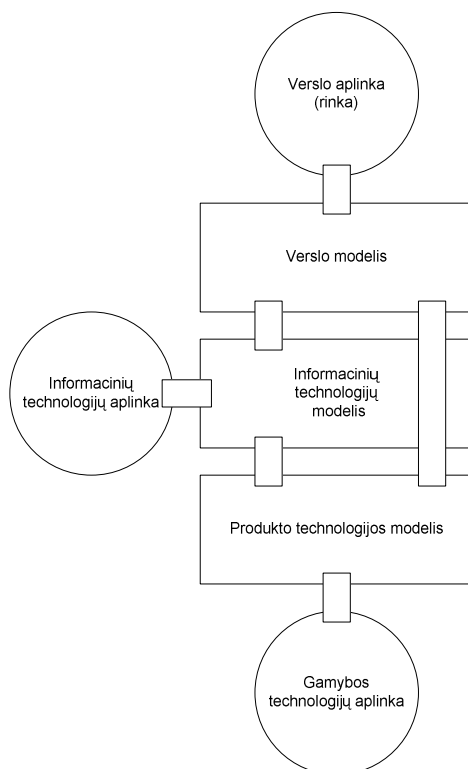 Verslo aplinka
(rinka)
Verslo modelis
Informacinių
technologijų aplinka
Informacinių
technologijų
modelis
Produkto technologijos modelis
Gamybos
technologijų aplinka